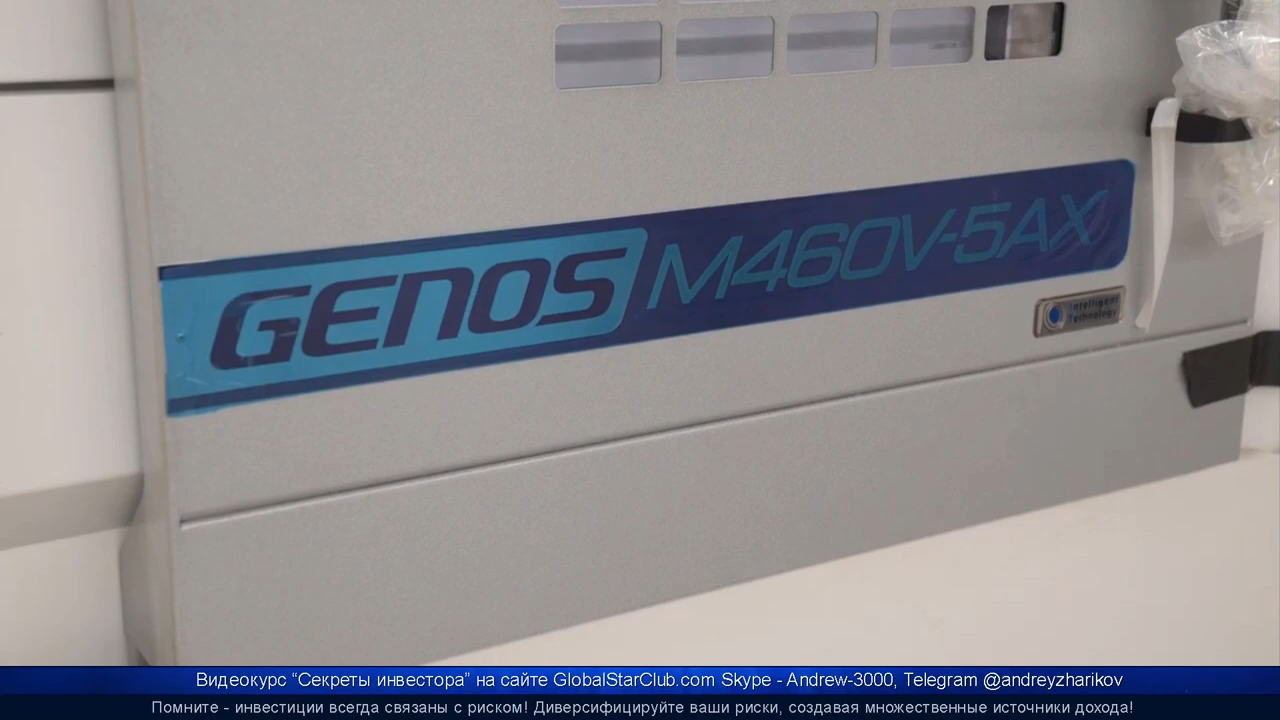 GENOS M460V-5AX
Intelligent
Technology
Видеокурс “Секреты инвестора” на сайте GlobalStarClub.com Skype - Andrew-3000, Telegram @andreyzharikov
Помните - инвестиции всегда связаны с риском! Диверсифицируйте ваши риски, создавая множественные источники дохода!